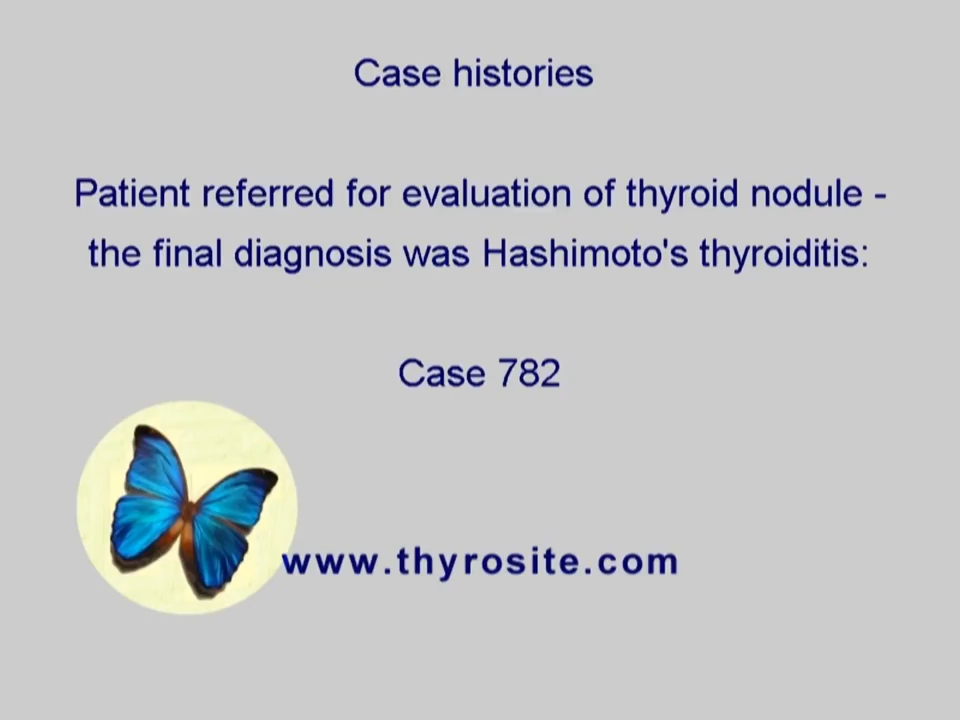 Case histories
Patient referred for evaluation of thyroid nodule -
the final diagnosis was Hashimoto's thyroiditis:
Case 782
www.thyrosite.com